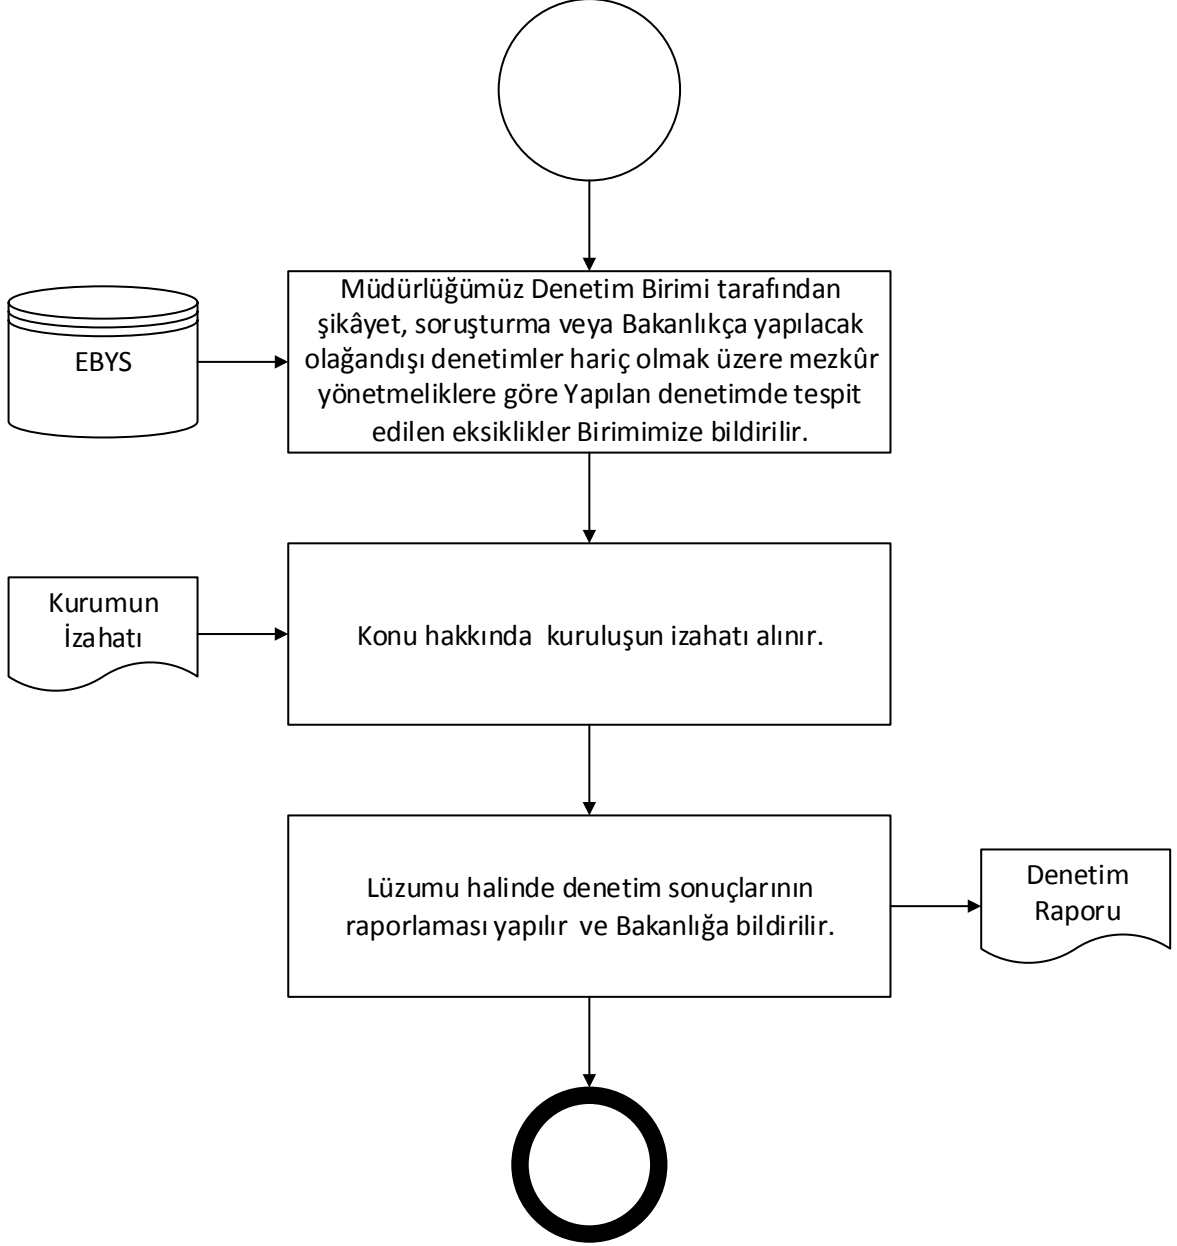 Müdürlüğümüz Denetim Birimi tarafından
şikâyet, soruşturma veya Bakanlıkça yapılacak
olağandışı denetimler hariç olmak üzere mezkûr
yönetmeliklere göre Yapılan denetimde tespit
edilen eksiklikler Birimimize bildirilir.
EBYS
Kurumun
İzahatı
Konu hakkında  kuruluşun izahatı alınır.
Lüzumu halinde denetim sonuçlarının
raporlaması yapılır  ve Bakanlığa bildirilir.
Denetim
Raporu